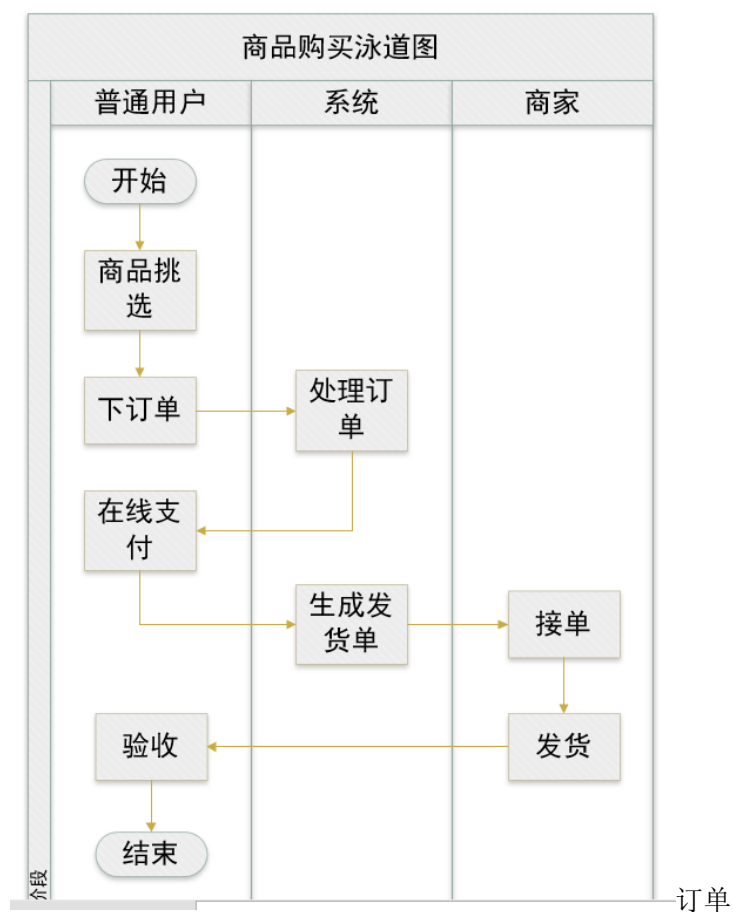 商品购买泳道图
普通用户
系统
商家
开始
商品挑
选
下订单
处理订
单
在线支
付
生成发
货单
接单
发货
验收
结束
阶段
订单